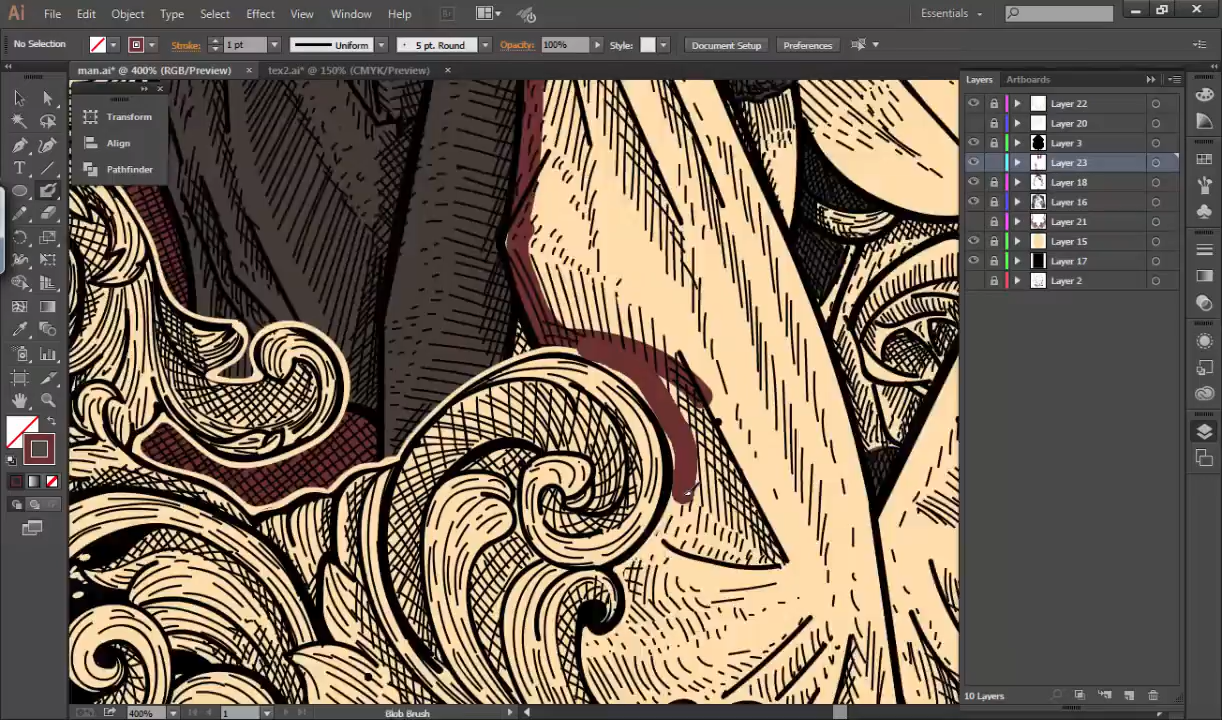 Ai File Edit Object Type Select Effect View Window Help Br Essentials
No Selection Stroke: 1 pt Uniform 5 pt. Round Opacity: 100% Style: Document Setup Preferences
man.ai* @ 400% (RGB/Preview) × tex2.ai* @ 150% (CMYK/Preview) ×
Layers Artboards
Transform
Align
Pathfinder
Layer 22
Layer 20
Layer 3
Layer 23
Layer 18
Layer 16
Layer 21
Layer 15
Layer 17
Layer 2
10 Layers
400% 1 Blob Brush